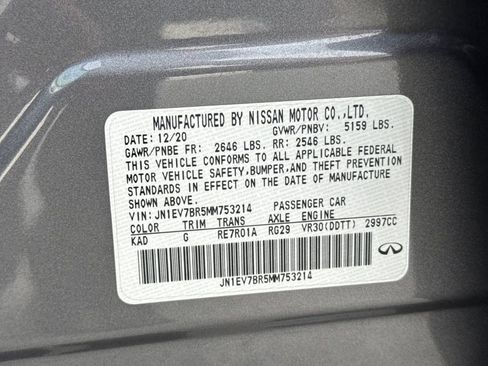 MANUFACTURED BY NISSAN MOTOR CO.,LTD.
DATE: 12/20 GVWR/PNBV: 5159 LBS.
GAWR/PNBE FR: 2646 LBS. RR: 2546 LBS.
THIS VEHICLE CONFORMS TO ALL APPLICABLE FEDERAL
MOTOR VEHICLE SAFETY,BUMPER,AND THEFT PREVENTION
STANDARDS IN EFFECT ON THE DATE OF MANUFACTURE
SHOWN ABOVE.
VIN: JN1EV7BR5MM753214 PASSENGER CAR
COLOR TRIM TRANS AXLE ENGINE
KAD G RE7R01A RG29 VR30(DDTT) 2997CC
JN1EV7BR5MM753214